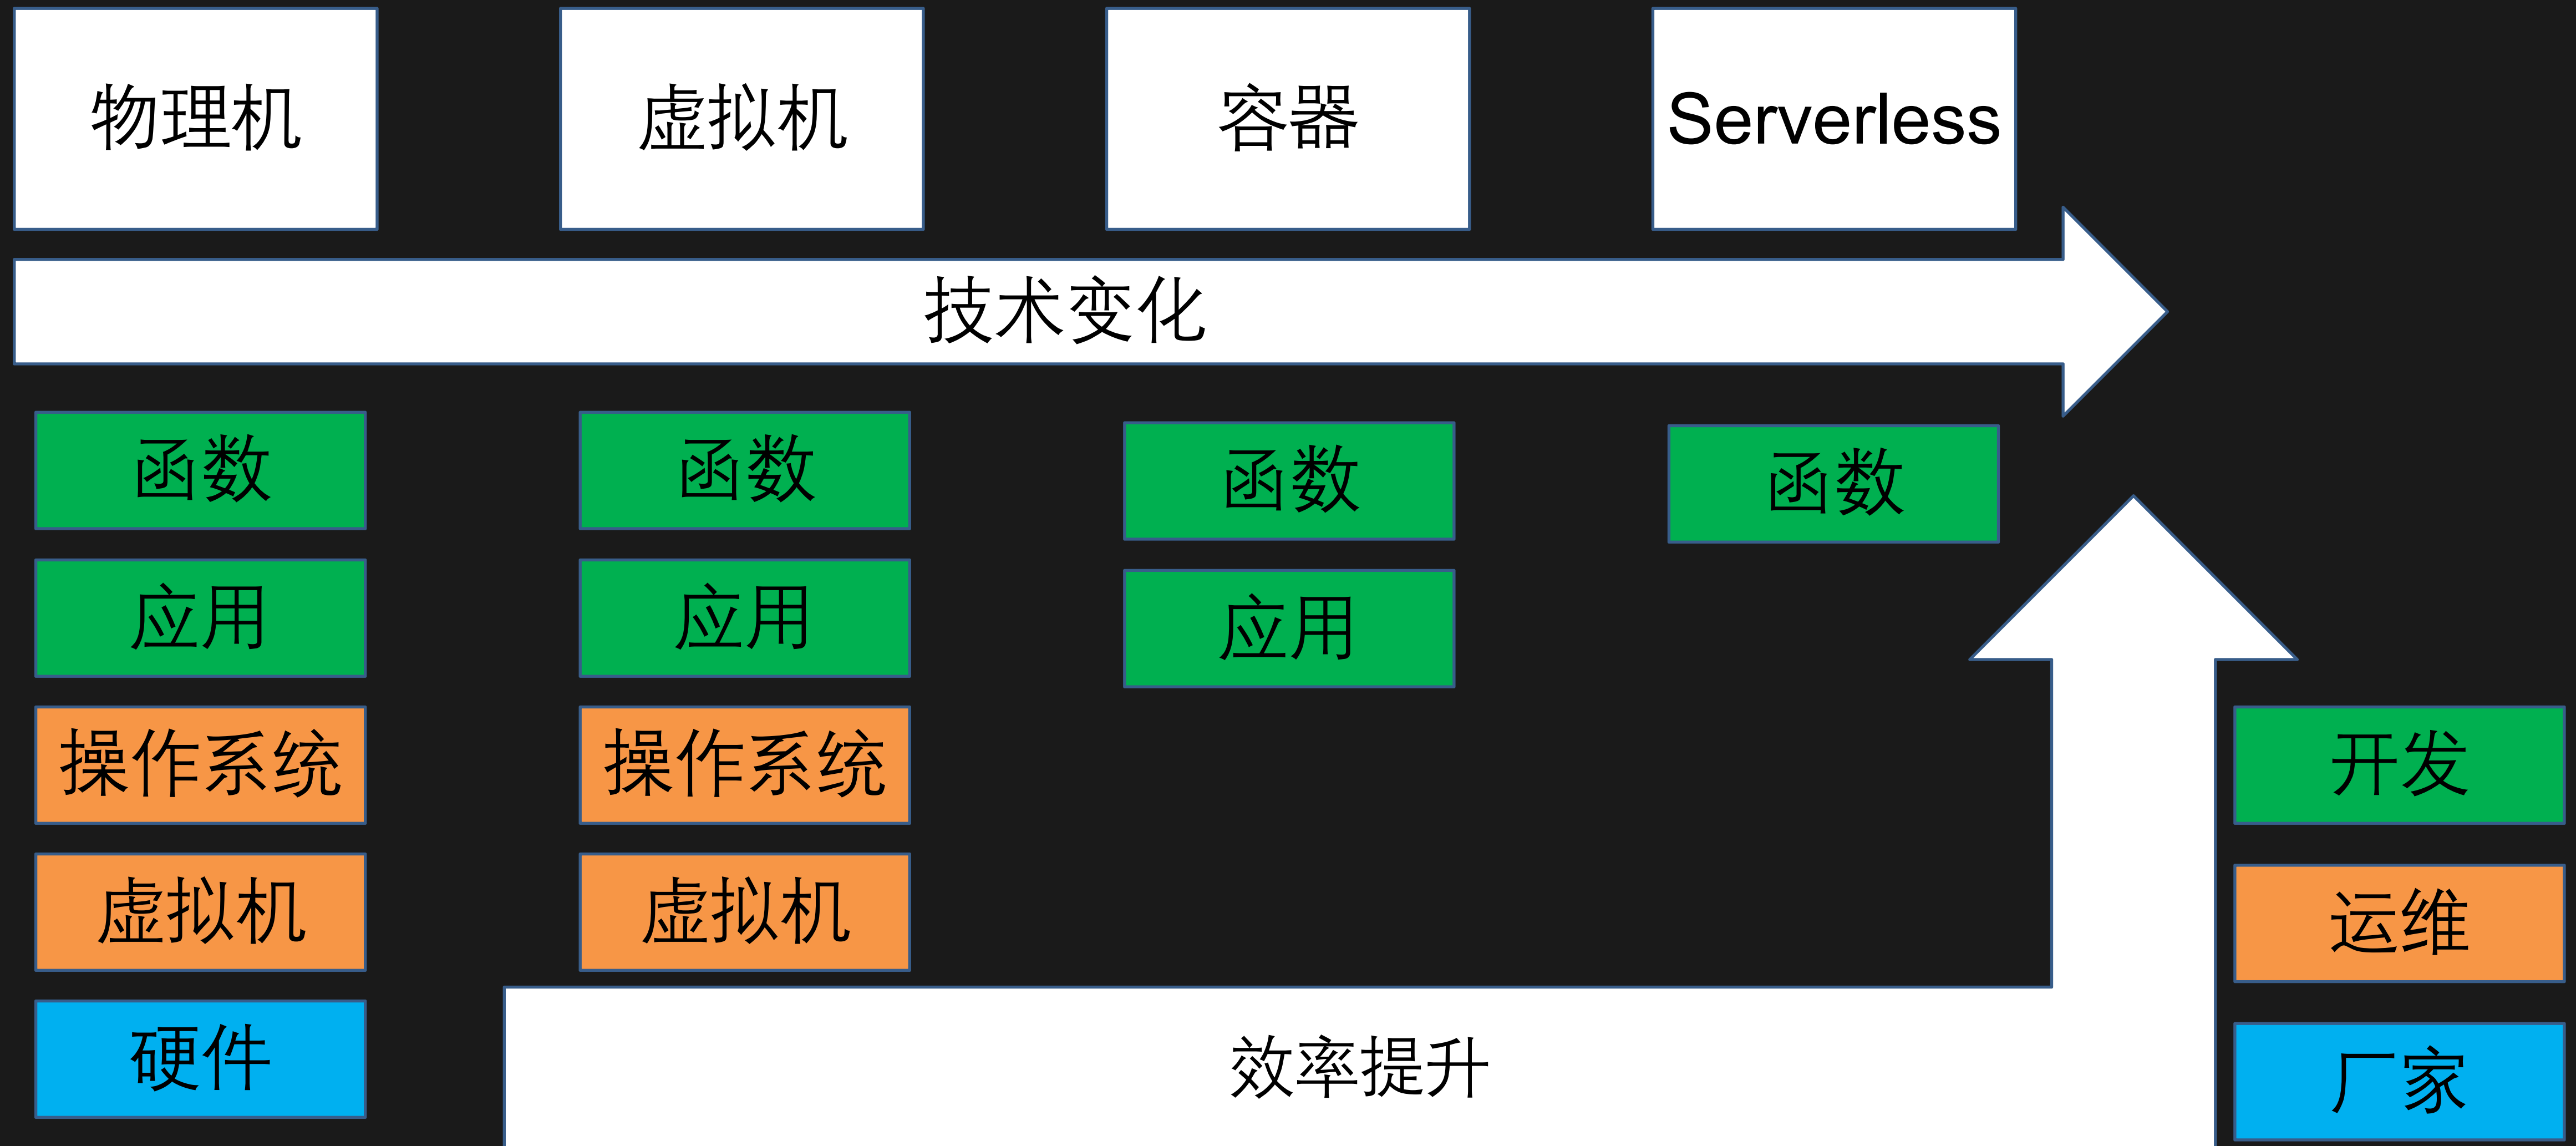 物理机
虚拟机
容器
Serverless
技术变化
函数
函数
函数
函数
应用
应用
应用
操作系统
操作系统
开发
虚拟机
虚拟机
运维
硬件
效率提升
厂家